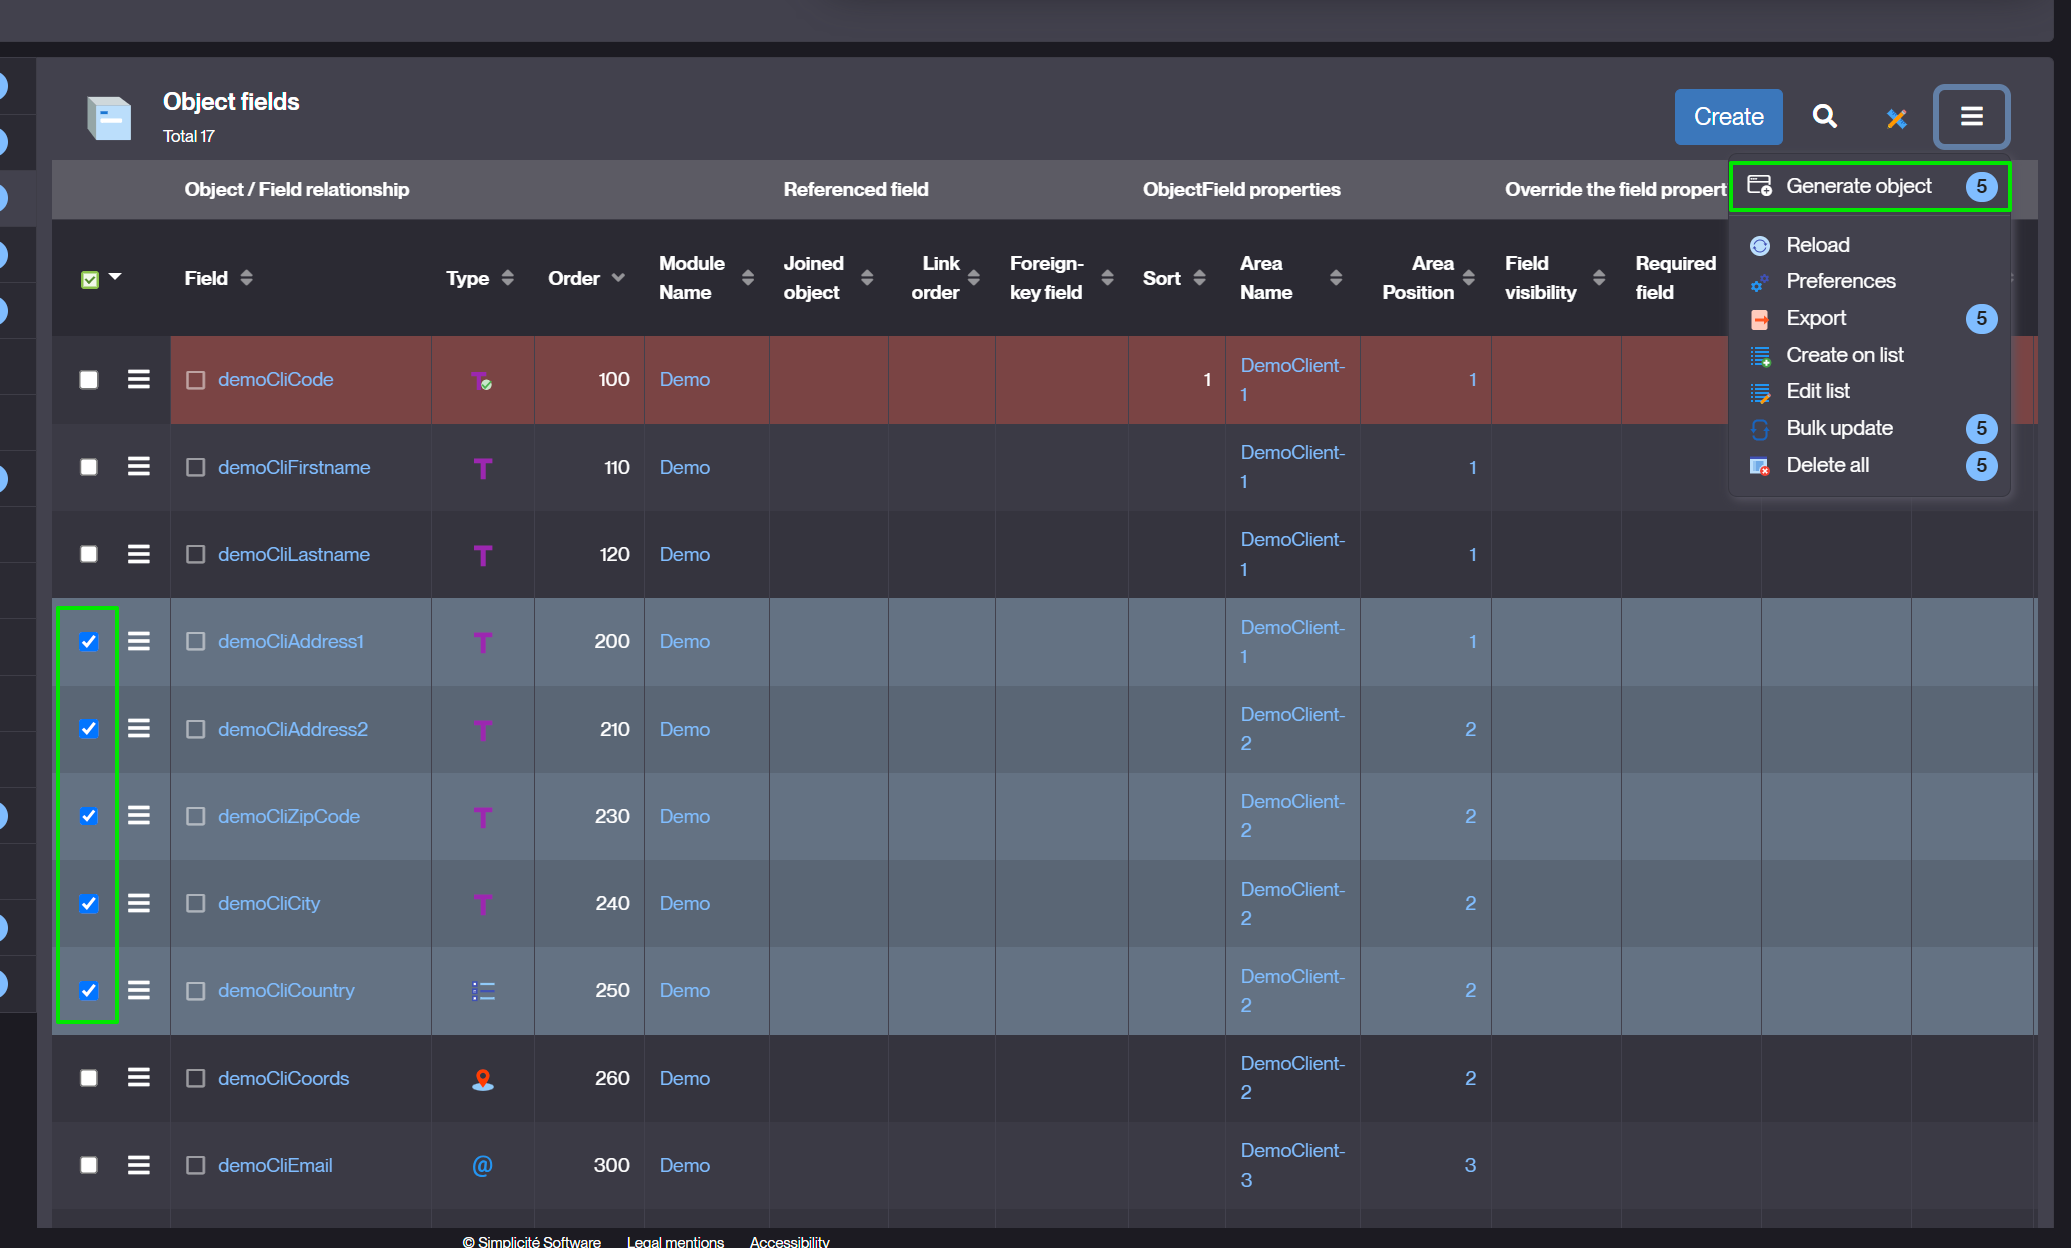 Object fields
Total 17
Create
Object / Field relationship
Referenced field
ObjectField properties
Override the field propert
Generate object 5
Reload
Preferences
Export 5
Create on list
Edit list
Bulk update 5
Delete all 5
Field
Type
Order
Module
Name
Joined
object
Link
order
Foreign-
key field
Sort
Area
Name
Area
Position
Field
visibility
Required
field
demoCliCode 100 Demo 1 DemoClient- 1
1
demoCliFirstname T 110 Demo DemoClient- 1
1
demoCliLastname T 120 Demo DemoClient- 1
1
demoCliAddress1 T 200 Demo DemoClient- 1
1
demoCliAddress2 T 210 Demo DemoClient- 2
2
demoCliZipCode T 230 Demo DemoClient- 2
2
demoCliCity T 240 Demo DemoClient- 2
2
demoCliCountry 250 Demo DemoClient- 2
2
demoCliCoords 260 Demo DemoClient- 2
2
demoCliEmail @ 300 Demo DemoClient- 3
3
© Simplicité Software Legal mentions Accessibility